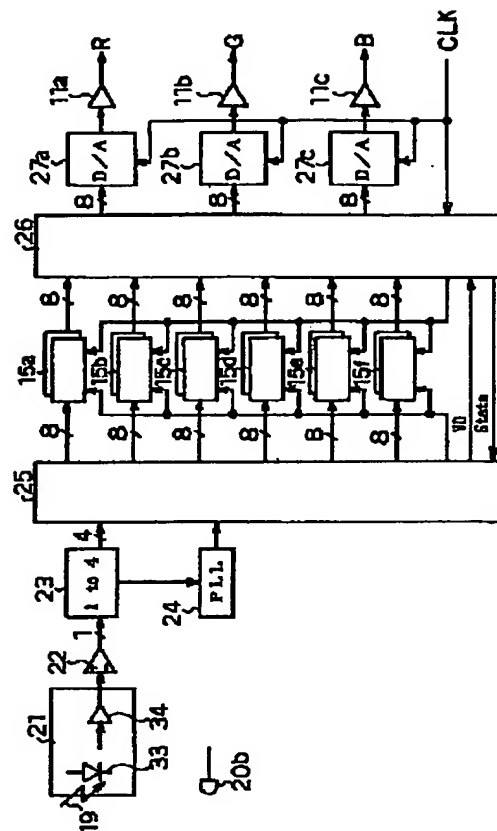 21
19
33
34
20b
22
1
23
1 to 4
4
24
PLL
25
8
8
8
8
8
8
15a
15b
15c
15d
15e
15f
8
8
8
8
8
8
VD
State
26
8
8
8
27a
D/A
27b
D/A
27c
D/A
11a
R
11b
G
11c
B
CLK